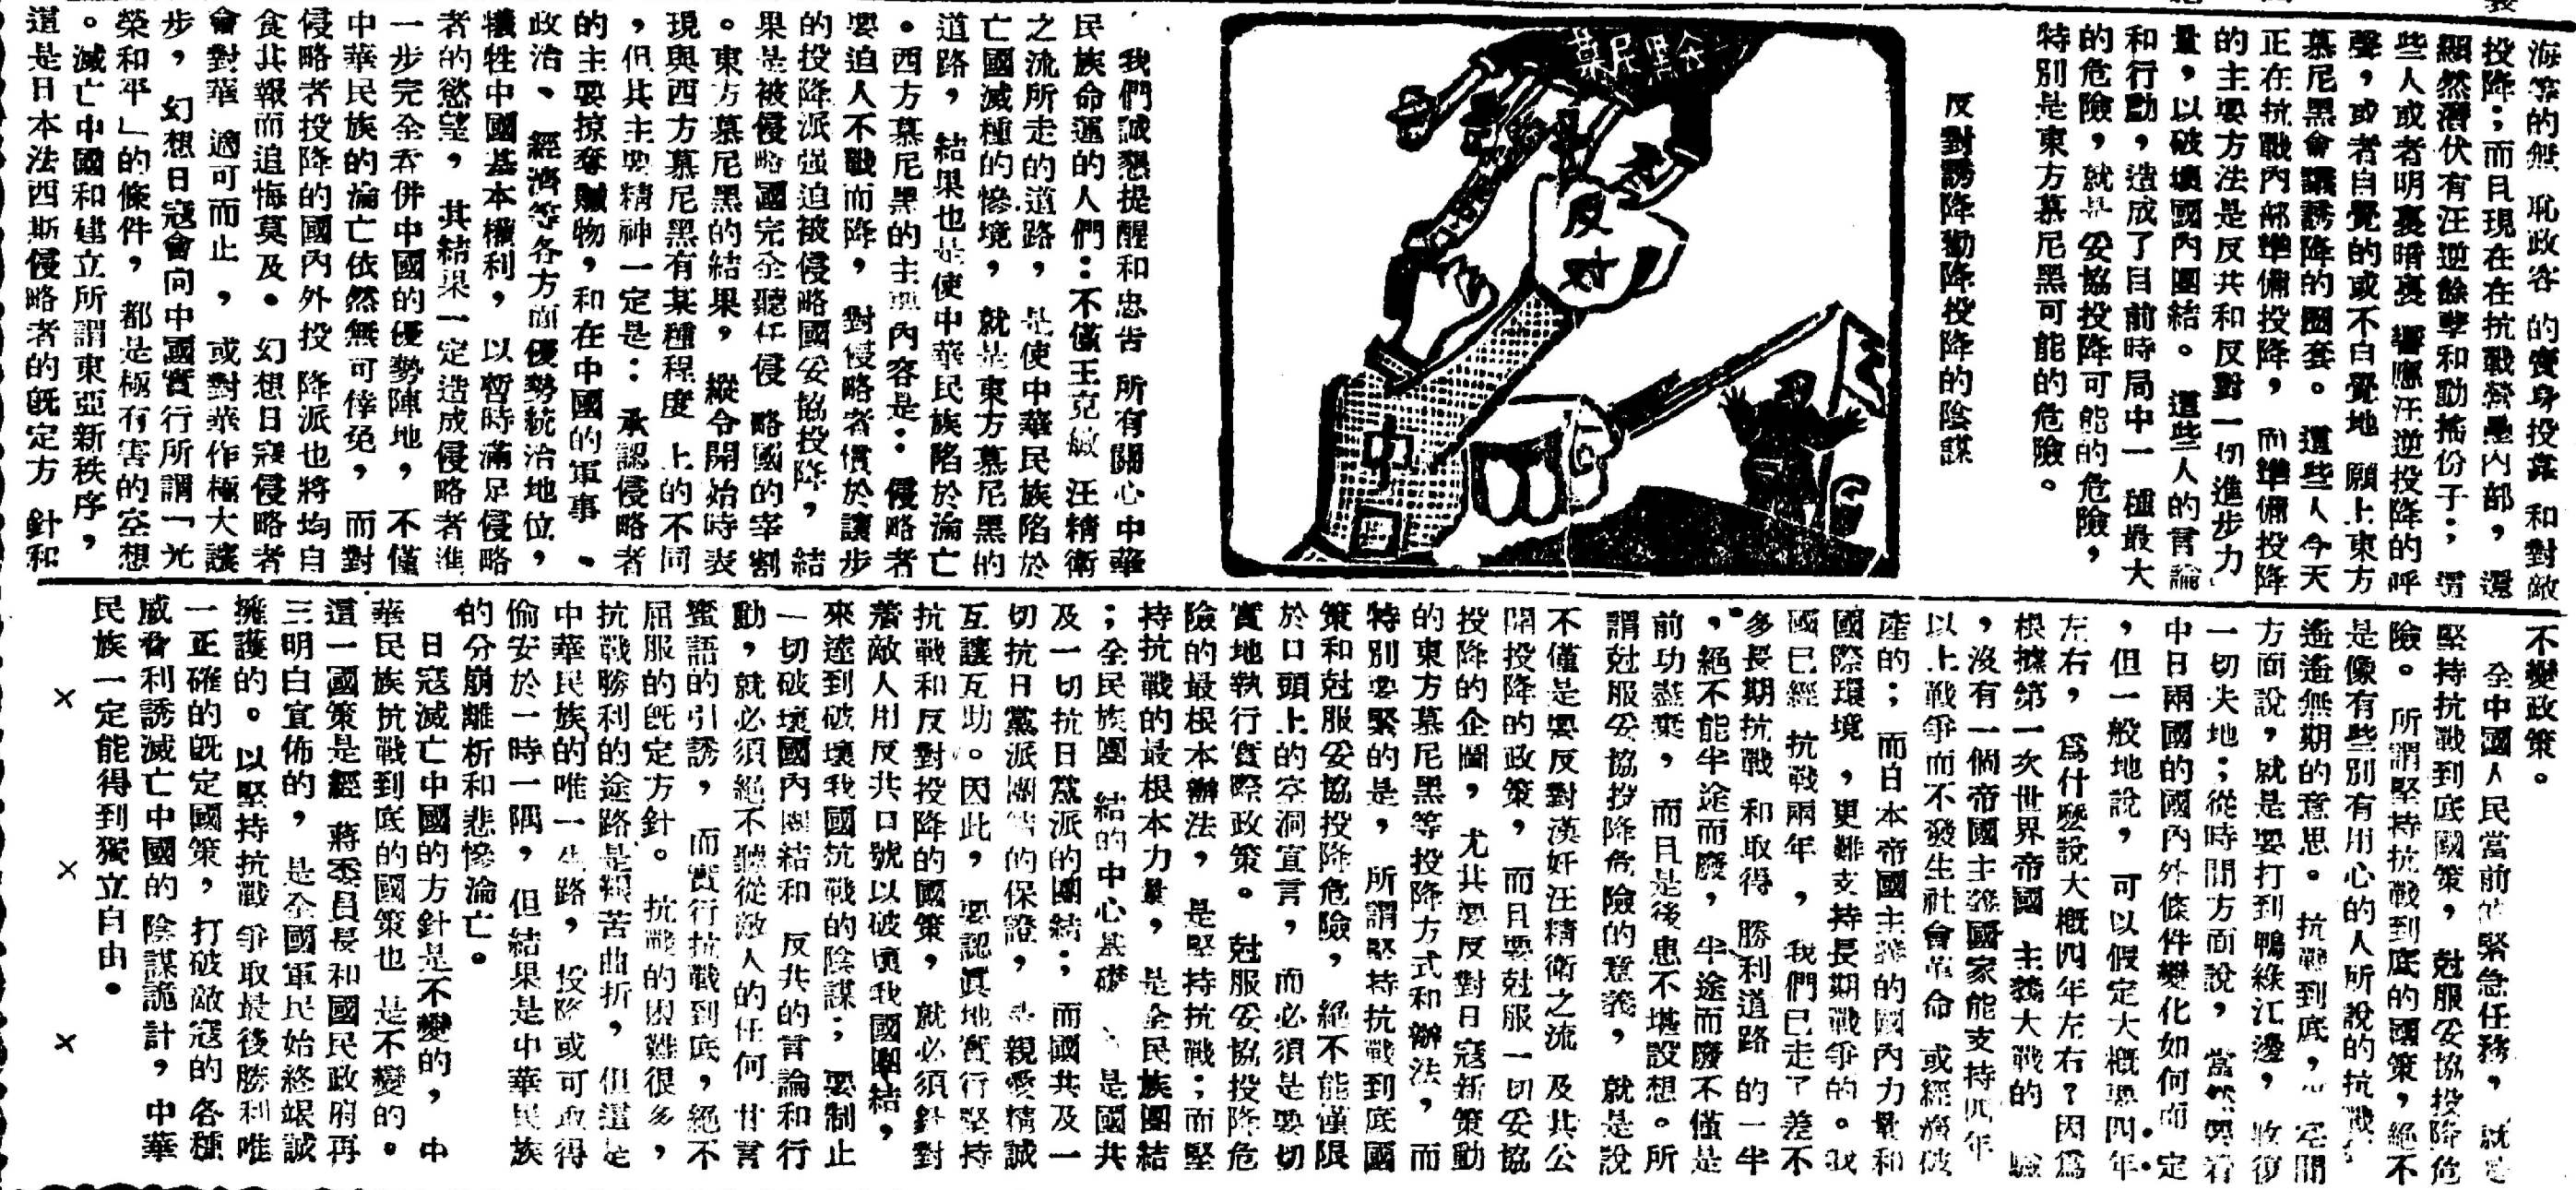 海等的無恥政客的賣身投靠和對敵
投降；而且現在在抗戰營壘內部，還
顯然潛伏有汪逆餘孽和動搖份子；這
些人或者明裏暗裏響應汪逆投降的呼
聲，或者自覺的或不自覺地願上東方
慕尼黑會議誘降的圈套。這些人今天
正在抗戰內部準備投降，而準備投降
的主要方法是反共和反對一切進步力
量，以破壞國內團結。這些人的言論
和行動，造成了目前時局中一種最大
的危險，就是妥協投降可能的危險，
特別是東方慕尼黑可能的危險。
反對誘降勸降投降的陰謀
慕尼黑会
反对
中
我們誠懇提醒和忠告所有關心中華
民族命運的人們：不僅王克敏汪精衛
之流所走的道路，是使中華民族陷於
亡國滅種的慘境，就是東方慕尼黑的
道路，結果也是使中華民族陷於淪亡
。西方慕尼黑的主要內容是：侵略者
要迫人不戰而降，對侵略者慣於讓步
的投降派强迫被侵略國妥協投降，結
果是被侵略國完全聽任侵略國的宰割
。東方慕尼黑的結果，縱令開始時表
現與西方慕尼黑有某種程度上的不同
，但其主要精神一定是：承認侵略者
的主要掠奪贓物，和在中國的軍事、
政治、經濟等各方面優勢統治地位，
犧牲中國基本權利，以暫時滿足侵略
者的慾望，其結果一定造成侵略者進
一步完全吞併中國的優勢陣地，不僅
中華民族的淪亡依然無可倖免，而對
侵略者投降的國內外投降派也將均自
食其報而追悔莫及。幻想日寇侵略者
會對華適可而止，或對華作極大讓
步，幻想日寇會向中國實行所謂「光
榮和平」的條件，都是極有害的空想
。滅亡中國和建立所謂東亞新秩序，
這是日本法西斯侵略者的既定方針和
不變政策。
全中國人民當前的緊急任務，就是
堅持抗戰到底國策，尅服妥協投降危
險。所謂堅持抗戰到底的國策，絕不
是像有些別有用心的人所說的抗戰
遙遙無期的意思。抗戰到底，空間
方面說，就是要打到鴨綠江邊，收復
一切失地；從時間方面說，當然要看
中日兩國的國內外條件變化如何而定
，但一般地說，可以假定大概要四年
左右，爲什麽說大概四年左右？因爲
根據第一次世界帝國主義大戰的經驗
，沒有一個帝國主義國家能支持四年
以上戰爭而不發生社會革命或經濟破
產的；而日本帝國主義的國內力量和
國際環境，更難支持長期戰爭的。我
國已經抗戰兩年，我們已走了差不
多長期抗戰和取得勝利道路的一半
，絕不能半途而廢，半途而廢不僅是
前功盡棄，而且是後患不堪設想。所
謂尅服妥協投降危險的意義，就是說
不僅是要反對漢奸汪精衛之流及其公
開投降的政策，而且要尅服一切妥協
投降的企圖，尤其要反對日寇新策動
的東方慕尼黑等投降方式和辦法，而
特別要緊的是，所謂堅持抗戰到底國
策和尅服妥協投降危險，絕不能僅限
於口頭上的空洞宣言，而必須是要切
實地執行實際政策。尅服妥協投降危
險的最根本辦法，是堅持抗戰；而堅
持抗戰的最根本力量，是全民族團結
；全民族團結的中心基礎，是國共
及一切抗日黨派的團結；而國共及一
切抗日黨派團結的保證，是親愛精誠
互讓互助。因此，要認眞地實行堅持
抗戰和反對投降的國策，就必須針對
着敵人用反共口號以破壞我國團結，
來達到破壞我國抗戰的陰謀；要制止
一切破壞國內團結和反共的言論和行
動，就必須絕不聽從敵人的任何甘言
蜜語的引誘，而實行抗戰到底，絕不
屈服的既定方針。抗戰的困難很多，
抗戰勝利的途路是艱苦曲折，但這是
中華民族的唯一生路，投降或可取得
偷安於一時一隅，但結果是中華民族
的分崩離析和悲慘淪亡。
日寇滅亡中國的方針是不變的，中
華民族抗戰到底的國策也是不變的。
這一國策是經蔣委員長和國民政府再
三明白宣佈的，是全國軍民始終竭誠
擁護的。以堅持抗戰爭取最後勝利唯
一正確的既定國策，打破敵寇的各種
威脅利誘滅亡中國的陰謀詭計，中華
民族一定能得到獨立自由。
× × ×